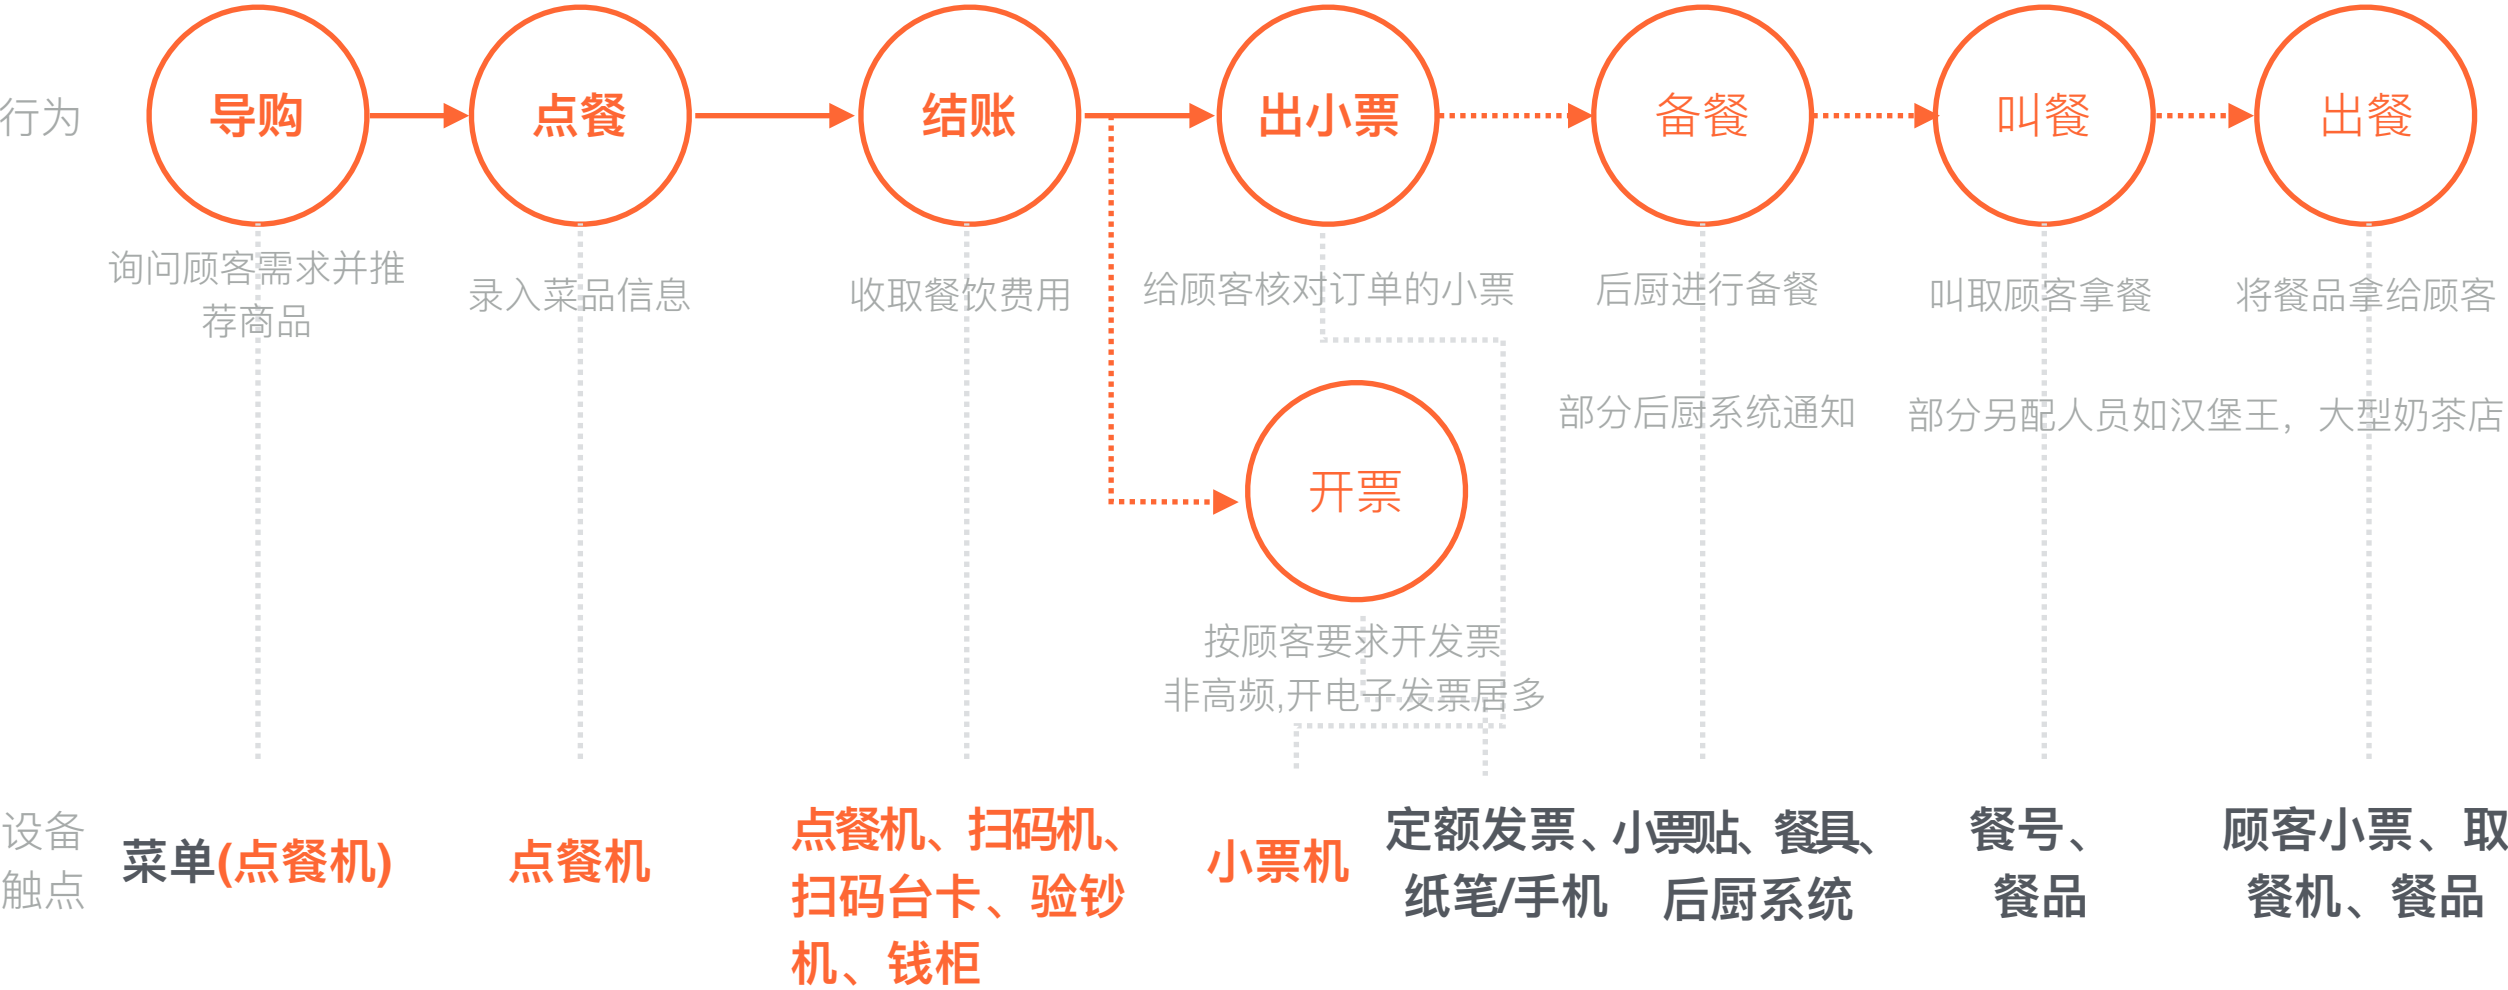 行为
导购
点餐
结账
出小票
备餐
叫餐
出餐
询问顾客需求并推
荐商品
录入菜品信息
收取餐饮费用
给顾客核对订单的小票
后厨进行备餐
叫取顾客拿餐
将餐品拿给顾客
部分后厨系统通知
部分另配人员如汉堡王，大型奶茶店
开票
按顾客要求开发票
非高频,开电子发票居多
设备
触点
菜单(点餐机)
点餐机
点餐机、扫码机、
扫码台卡、验钞
机、钱柜
小票机
定额发票、
纸笔/手机
小票贴、餐具、
后厨系统
餐号、
餐品
顾客小票、取
餐机、餐品